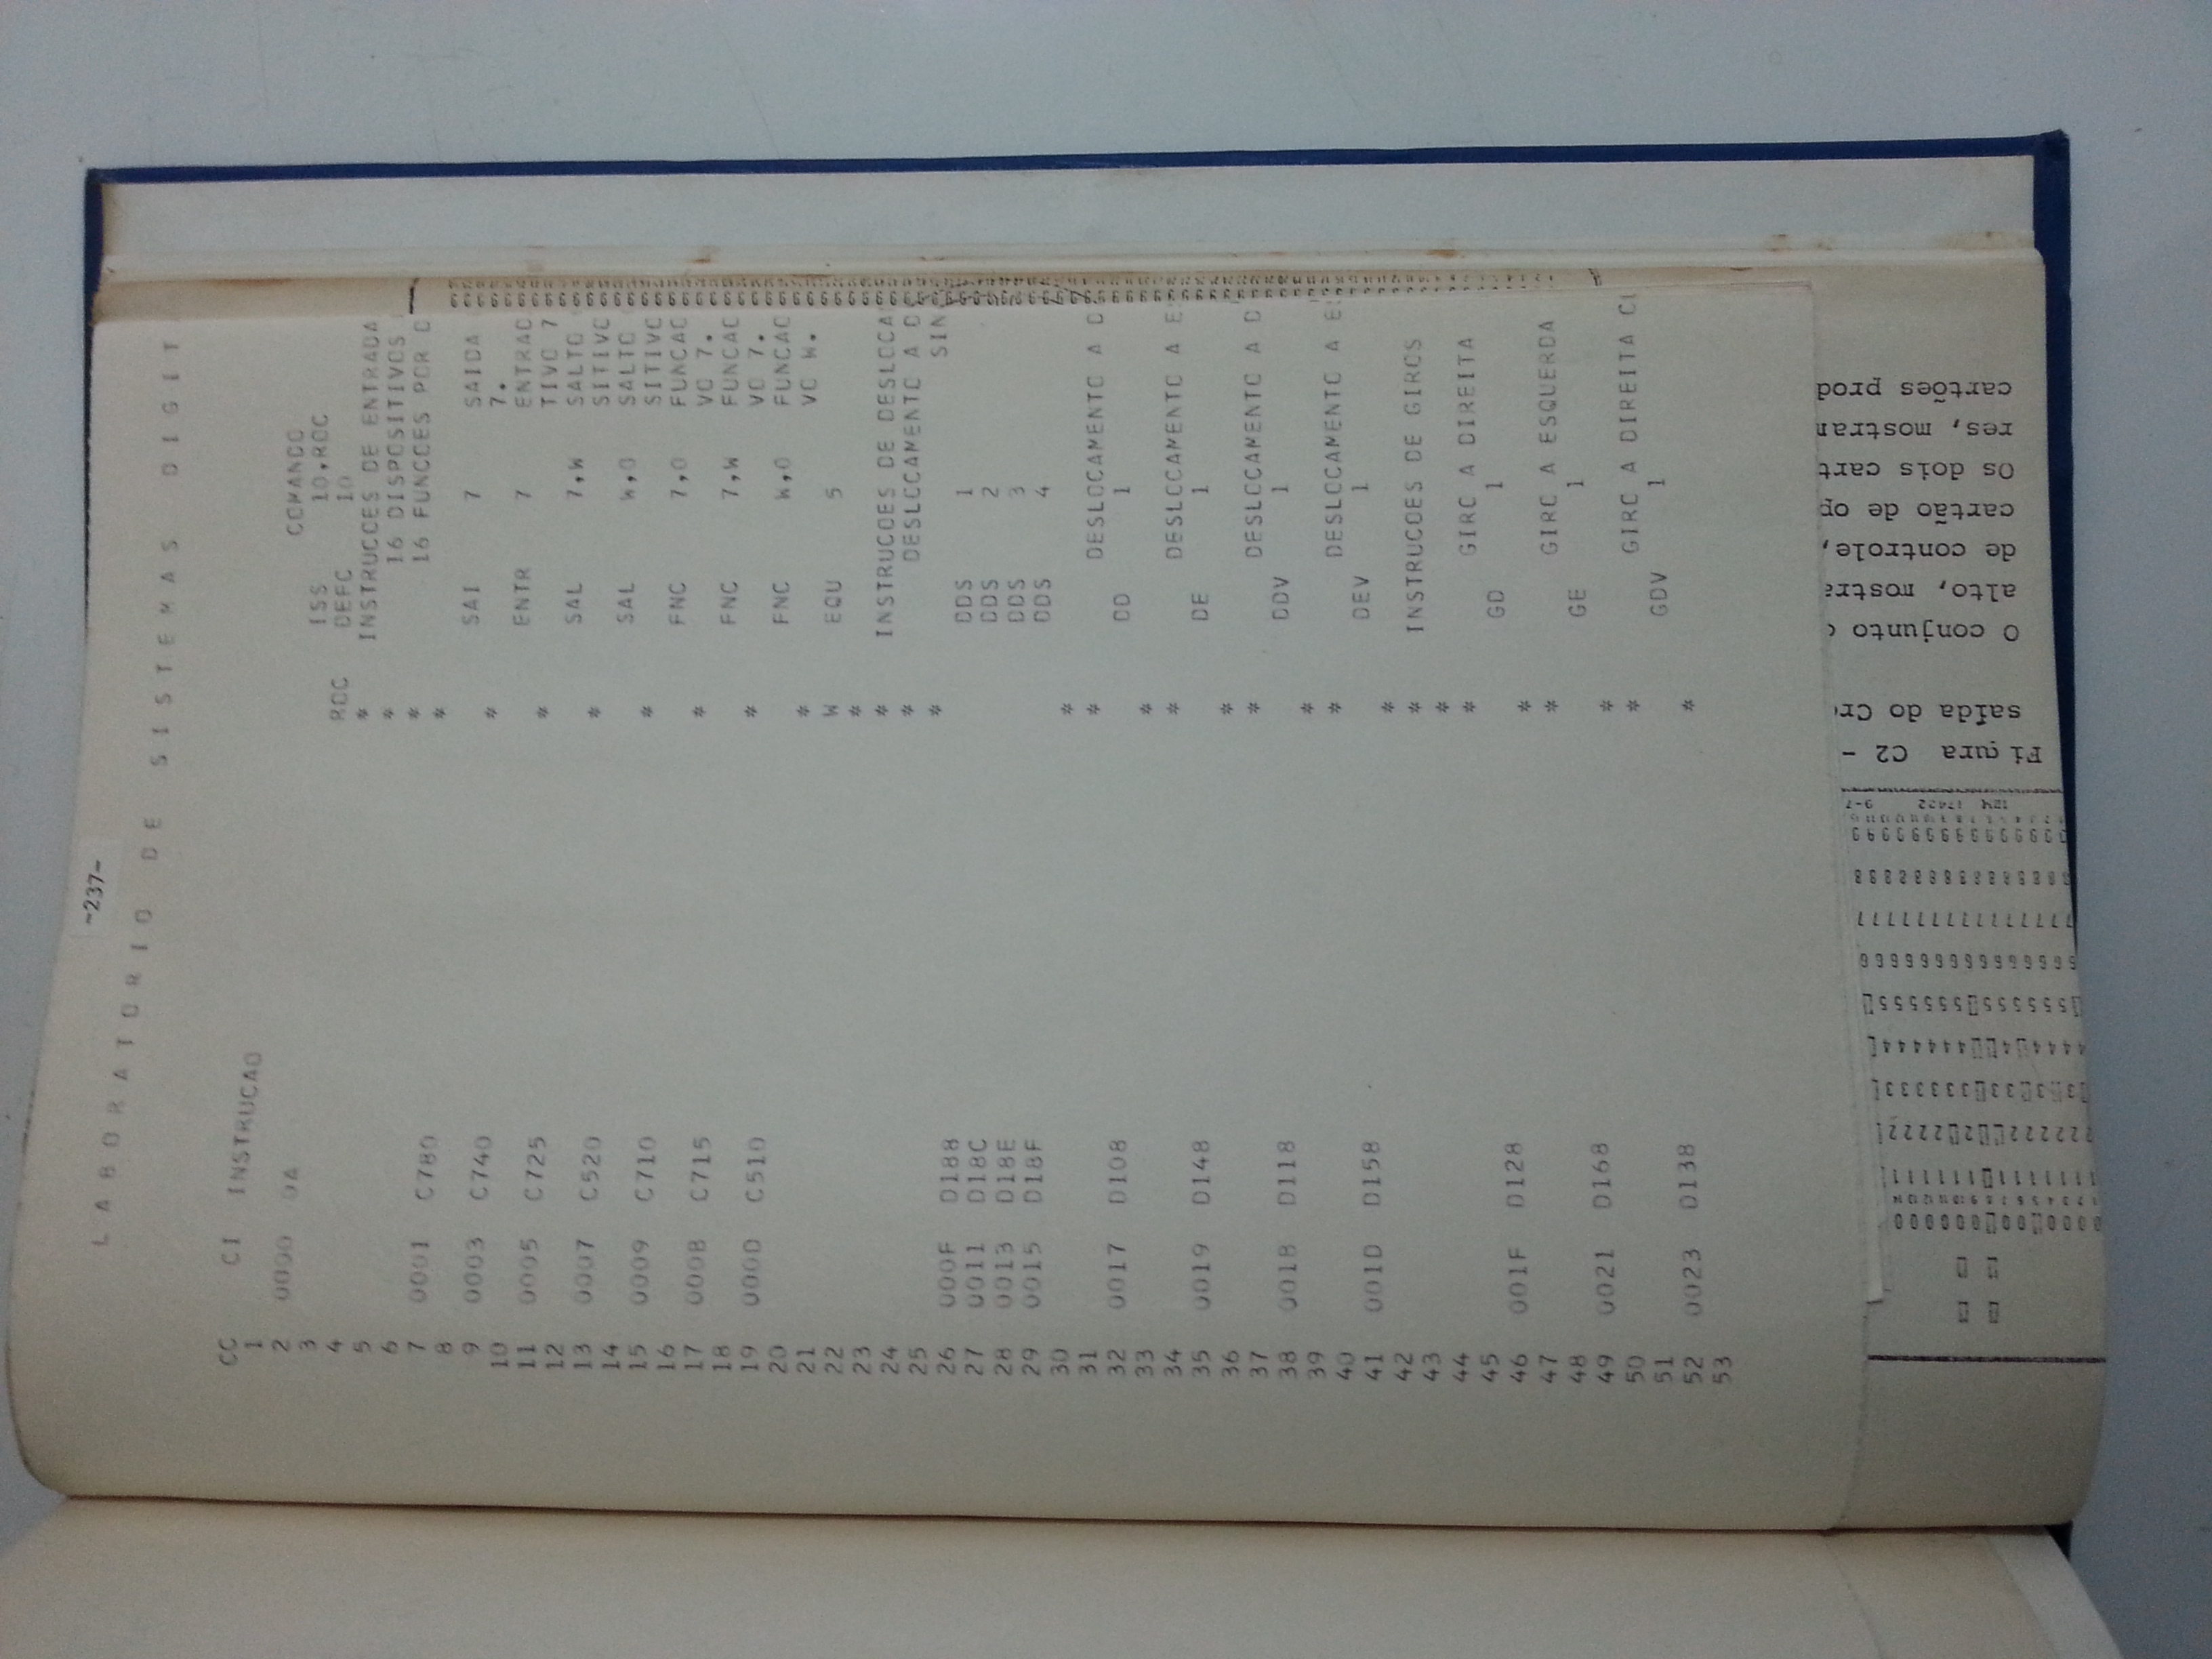 -237-
LABORATORIO DE SISTEMAS DIGIT
CC CI INSTRUCAO COMANDO
1 ISS 10,ROC
2 0000 0A ROC DEFC 10
3 * INSTRUCOES DE ENTRADA
4 * 16 DISPOSITIVOS
5 * 16 FUNCOES POR D
6 *
7 0001 C780 SAI 7 SAIDA
8 * 7.
9 0003 C740 ENTR 7 ENTRAD
10 * TIVO 7
11 0005 C725 SAL 7,W SALTO
12 * SITIVO
13 0007 C520 SAL W,0 SALTO
14 * SITIVO
15 0009 C710 FNC 7,0 FUNCAO
16 * VO 7.
17 000B C715 FNC 7,W FUNCAO
18 * VO 7.
19 000D C510 FNC W,0 FUNCAO
20 * VO W.
21 W EQU 5
22 *
23 * INSTRUCOES DE DESLOCA
24 * DESLOCAMENTO A D
25 * SIN
26 000F D188 DDS 1
27 0011 D18C DDS 2
28 0013 D18E DDS 3
29 0015 D18F DDS 4
30 *
31 * DESLOCAMENTO A D
32 0017 D108 DD 1
33 *
34 * DESLOCAMENTO A E
35 0019 D148 DE 1
36 *
37 * DESLOCAMENTO A D
38 001B D118 DDV 1
39 *
40 * DESLOCAMENTO A E
41 001D D158 DEV 1
42 *
43 * INSTRUCOES DE GIROS
44 *
45 * GIRO A DIREITA
46 001F D128 GD 1
47 *
48 * GIRO A ESQUERDA
49 0021 D168 GE 1
50 *
51 * GIRO A DIREITA C
52 0023 D138 GDV 1
53 *
Figura C2 -
saída do Cr
O conjunto
alto, mostra
de controle,
cartão de op
Os dois cart
res, mostran
cartões prod